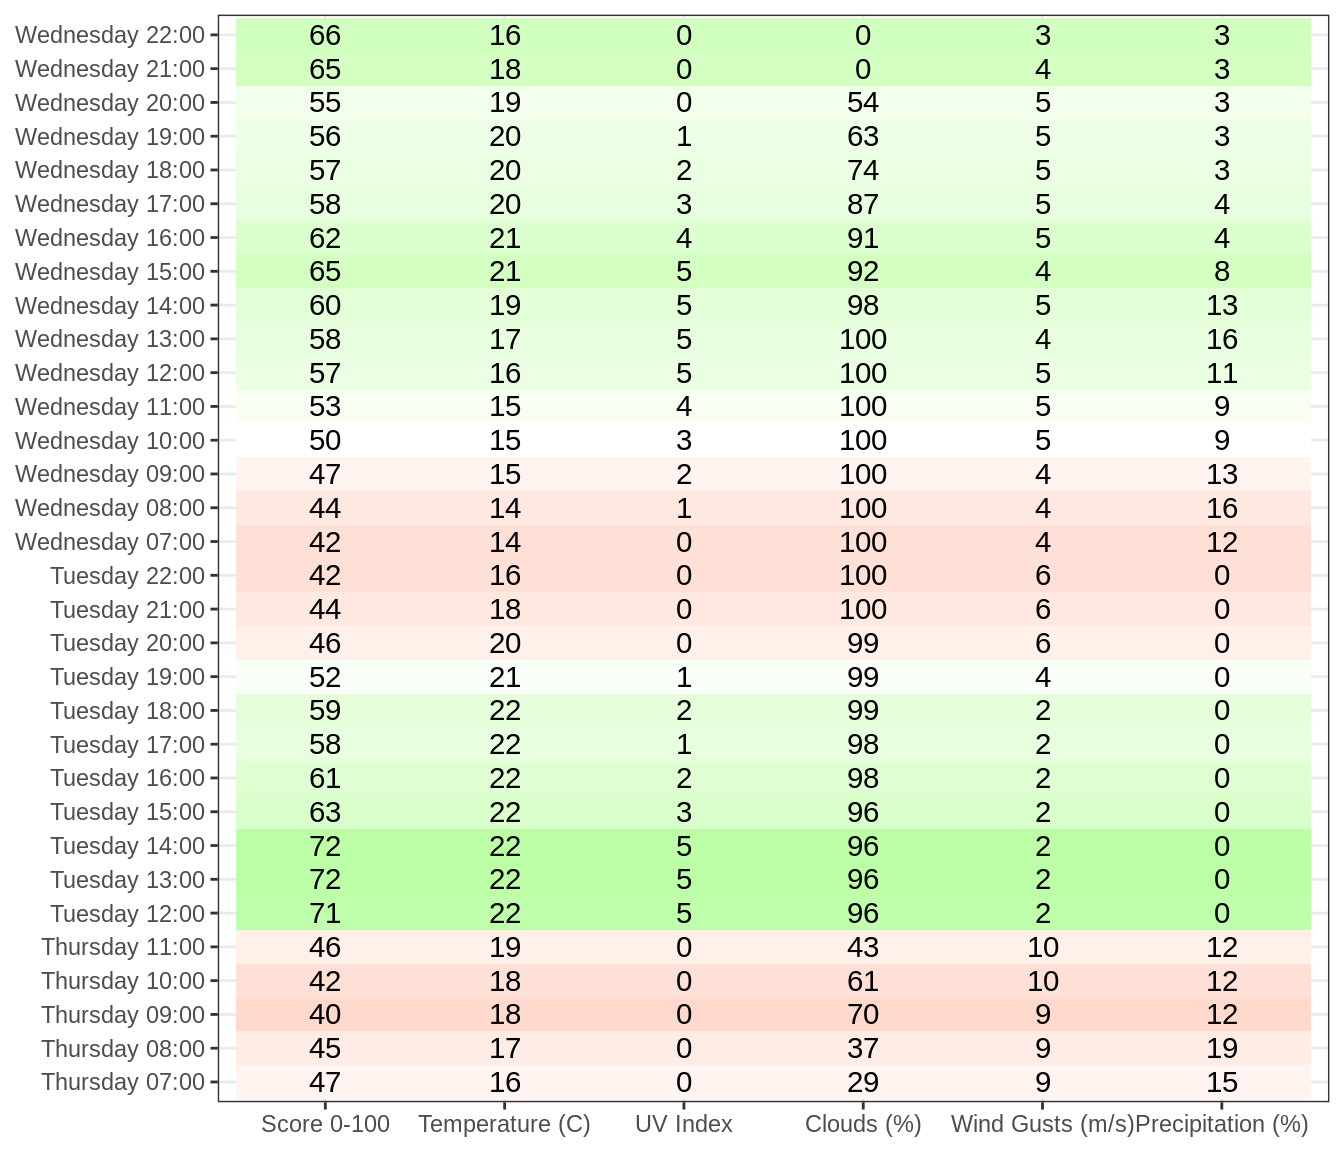 Wednesday 22:00 66 16 0 0 3 3
Wednesday 21:00 65 18 0 0 4 3
Wednesday 20:00 55 19 0 54 5 3
Wednesday 19:00 56 20 1 63 5 3
Wednesday 18:00 57 20 2 74 5 3
Wednesday 17:00 58 20 3 87 5 4
Wednesday 16:00 62 21 4 91 5 4
Wednesday 15:00 65 21 5 92 4 8
Wednesday 14:00 60 19 5 98 5 13
Wednesday 13:00 58 17 5 100 4 16
Wednesday 12:00 57 16 5 100 5 11
Wednesday 11:00 53 15 4 100 5 9
Wednesday 10:00 50 15 3 100 5 9
Wednesday 09:00 47 15 2 100 4 13
Wednesday 08:00 44 14 1 100 4 16
Wednesday 07:00 42 14 0 100 4 12
Tuesday 22:00 42 16 0 100 6 0
Tuesday 21:00 44 18 0 100 6 0
Tuesday 20:00 46 20 0 99 6 0
Tuesday 19:00 52 21 1 99 4 0
Tuesday 18:00 59 22 2 99 2 0
Tuesday 17:00 58 22 1 98 2 0
Tuesday 16:00 61 22 2 98 2 0
Tuesday 15:00 63 22 3 96 2 0
Tuesday 14:00 72 22 5 96 2 0
Tuesday 13:00 72 22 5 96 2 0
Tuesday 12:00 71 22 5 96 2 0
Thursday 11:00 46 19 0 43 10 12
Thursday 10:00 42 18 0 61 10 12
Thursday 09:00 40 18 0 70 9 12
Thursday 08:00 45 17 0 37 9 19
Thursday 07:00 47 16 0 29 9 15
Score 0-100 Temperature (C) UV Index Clouds (%) Wind Gusts (m/s) Precipitation (%)